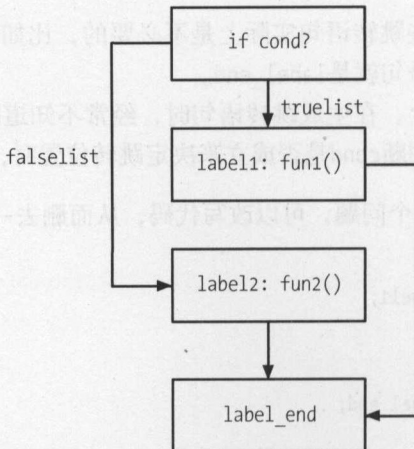 if cond?
truelist
falselist
label1: fun1()
label2: fun2()
label_end